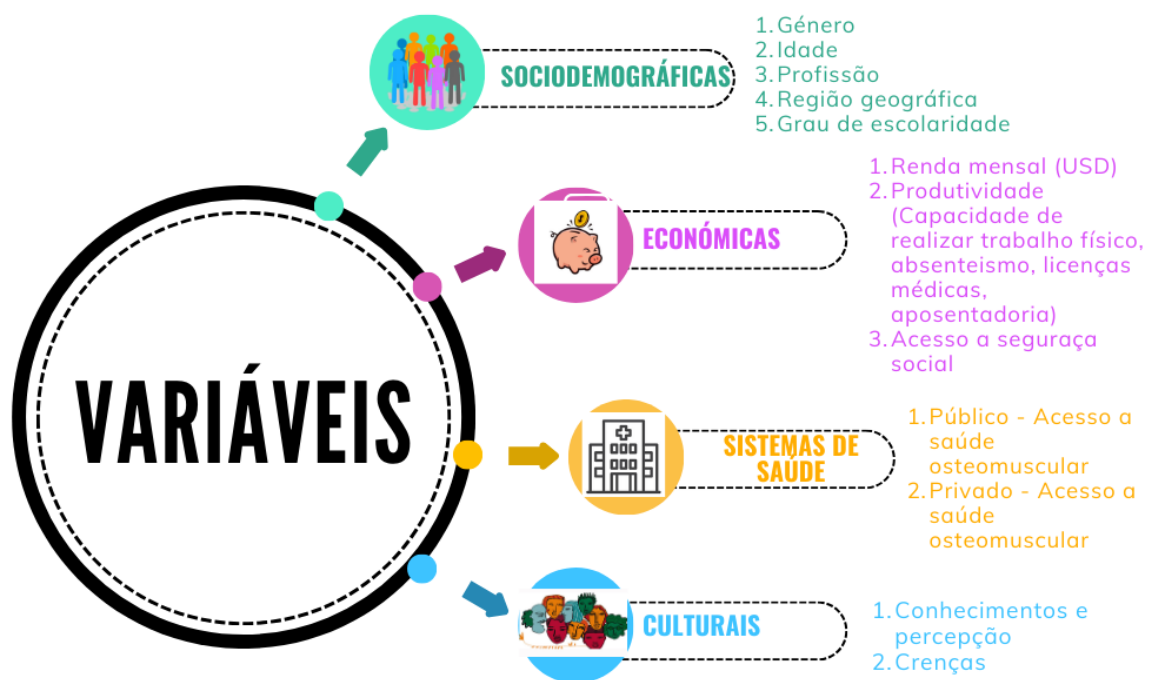 VARIÁVEIS
SOCIODEMOGRÁFICAS
1. Género
2. Idade
3. Profissão
4. Região geográfica
5. Grau de escolaridade
ECONÓMICAS
1. Renda mensal (USD)
2. Produtividade
(Capacidade de
realizar trabalho físico,
absenteismo, licenças
médicas,
aposentadoria)
3. Acesso a seguraça
social
SISTEMAS DE
SAÚDE
1. Público - Acesso a
saúde
osteomuscular
2. Privado - Acesso a
saúde
osteomuscular
CULTURAIS
1. Conhecimentos e
percepção
2. Crenças